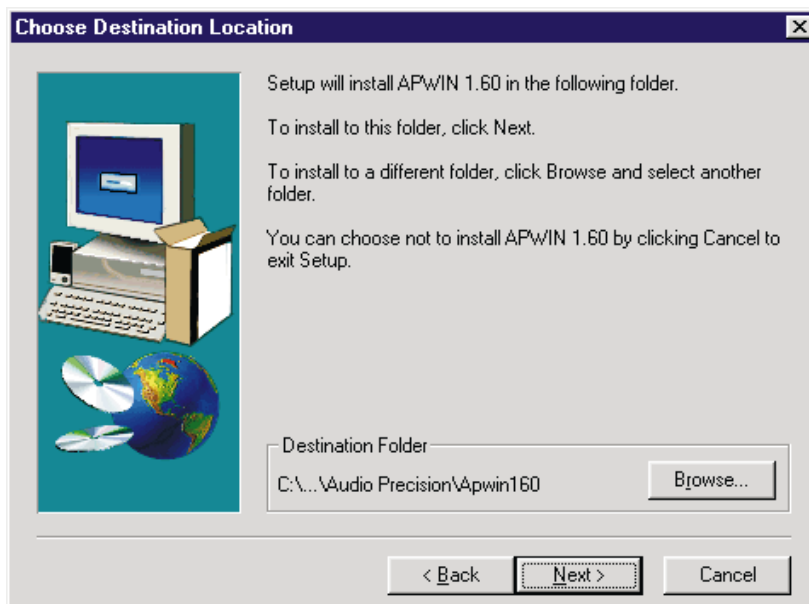 Choose Destination Location
Setup will install APWIN 1.60 in the following folder.
To install to this folder, click Next.
To install to a different folder, click Browse and select another
folder.
You can choose not to install APWIN 1.60 by clicking Cancel to
exit Setup.
Destination Folder
C:\...\Audio Precision\Apwin160
Browse...
< Back
Next >
Cancel